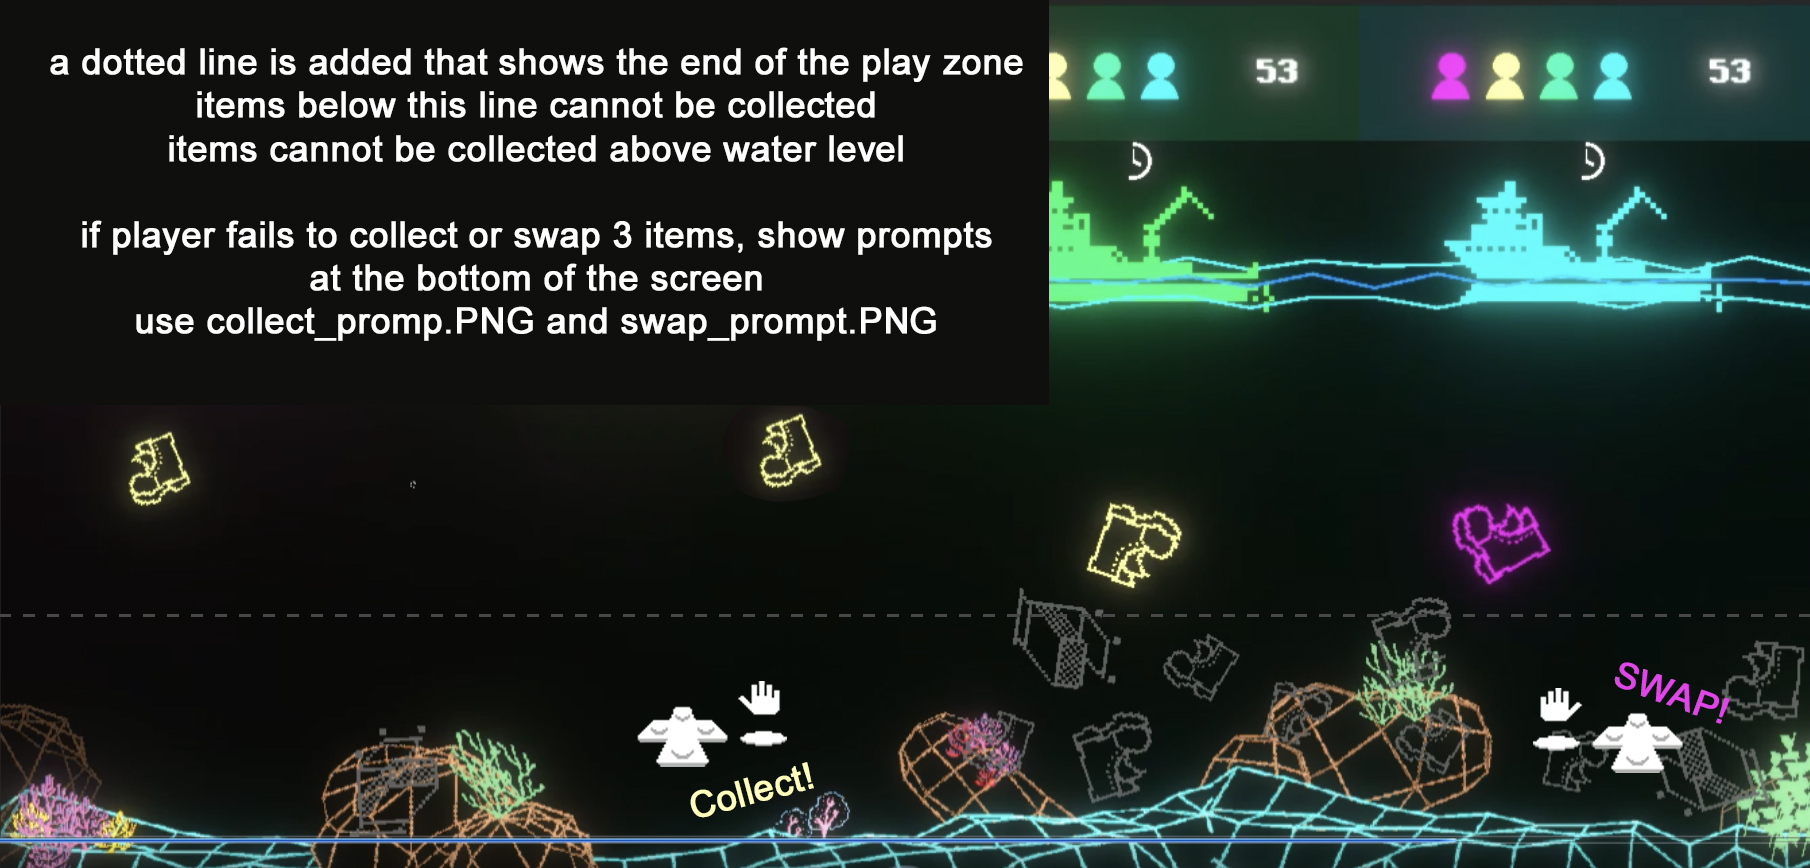 a dotted line is added that shows the end of the play zone
items below this line cannot be collected
items cannot be collected above water level
if player fails to collect or swap 3 items, show prompts
at the bottom of the screen
use collect_promp.PNG and swap_prompt.PNG
53
53
SWAP!
Collect!